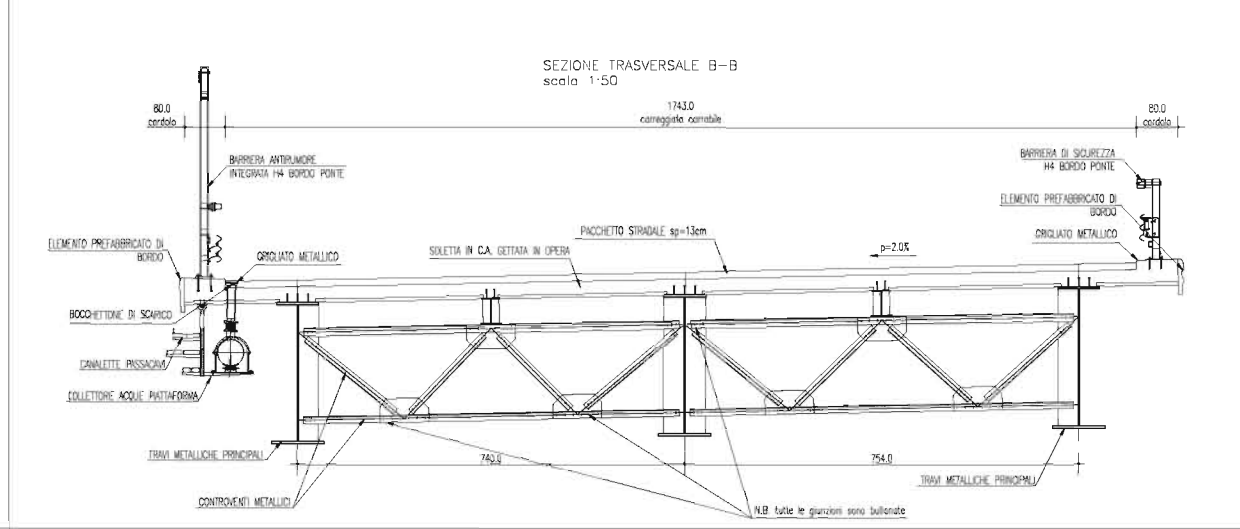 SEZIONE TRASVERSALE B-B
scala 1:50
80.0
cordolo
1743.0
carreggiata carrabile
80.0
cordolo
BARRIERA ANTIRUMORE
INTEGRATA H4 BORDO PONTE
BARRIERA DI SICUREZZA
H4 BORDO PONTE
ELEMENTO PREFABBRICATO DI
BORDO
GRIGLIATO METALLICO
ELEMENTO PREFABBRICATO DI
BORDO
GRIGLIATO METALLICO
SOLETTA IN C.A. GETTATA IN OPERA
PACCHETTO STRADALE sp=13cm
p=2.0%
BOCCHETTONE DI SCARICO
CANALETTE PASSACAVI
COLLETTORE ACQUE PIATTAFORMA
TRAVI METALLICHE PRINCIPALI
740.0
754.0
TRAVI METALLICHE PRINCIPALI
CONTROVENTI METALLICI
N.B. tutte le giunzioni sono bullonate